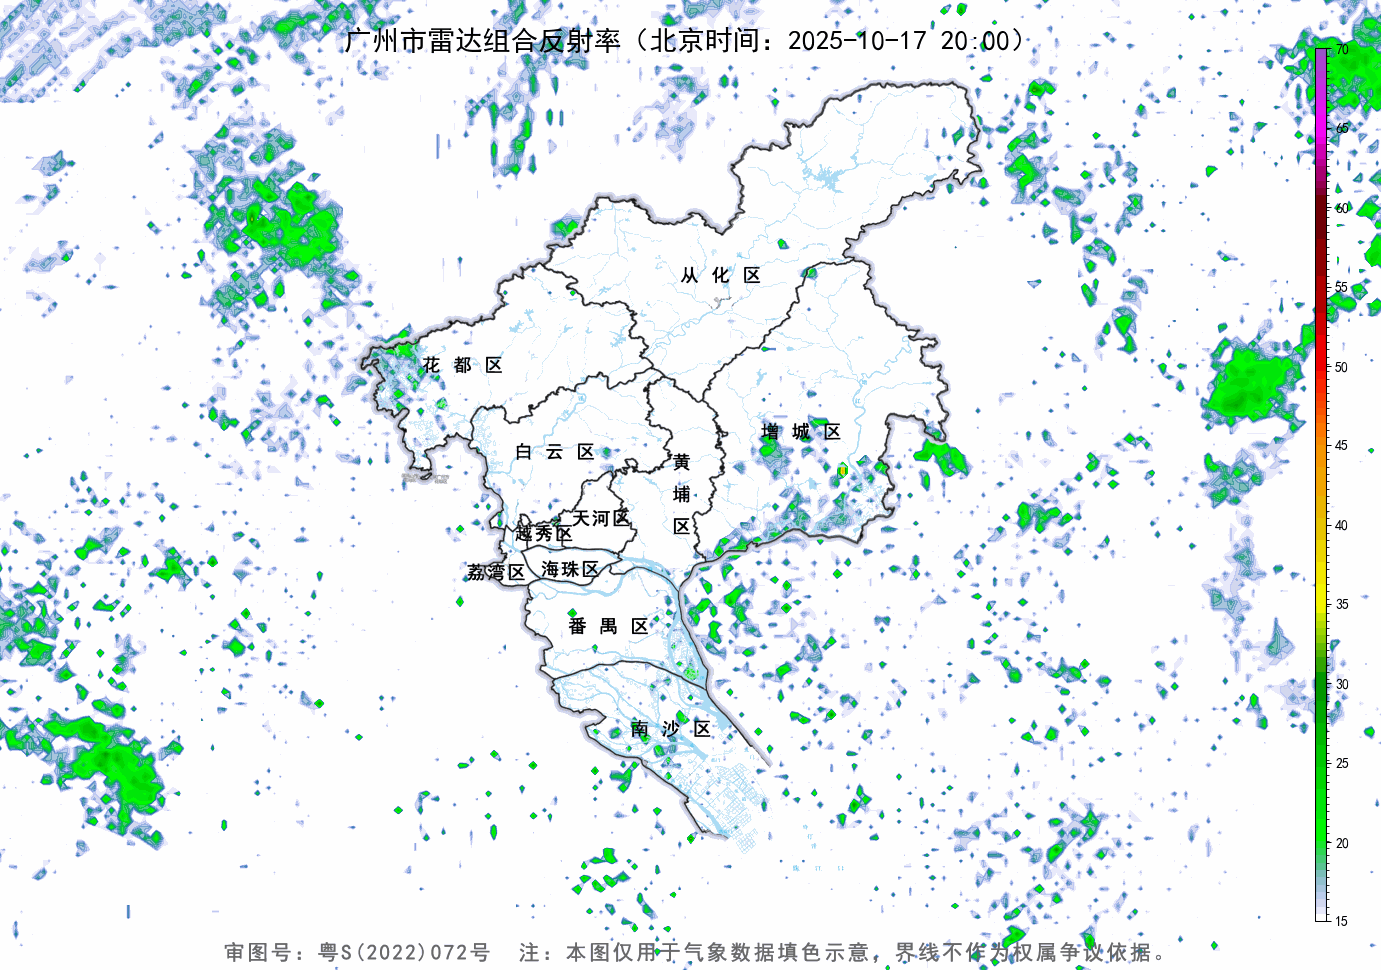 广州市雷达组合反射率（北京时间：2025-10-17 20:00）
70
65
60
55
50
45
40
35
30
25
20
15
从化区
花都区
增城区
白云区
黄埔区
天河区
越秀区
荔湾区
海珠区
番禺区
南沙区
审图号：粤S(2022)072号 注：本图仅用于气象数据填色示意，界线不作为权属争议依据。